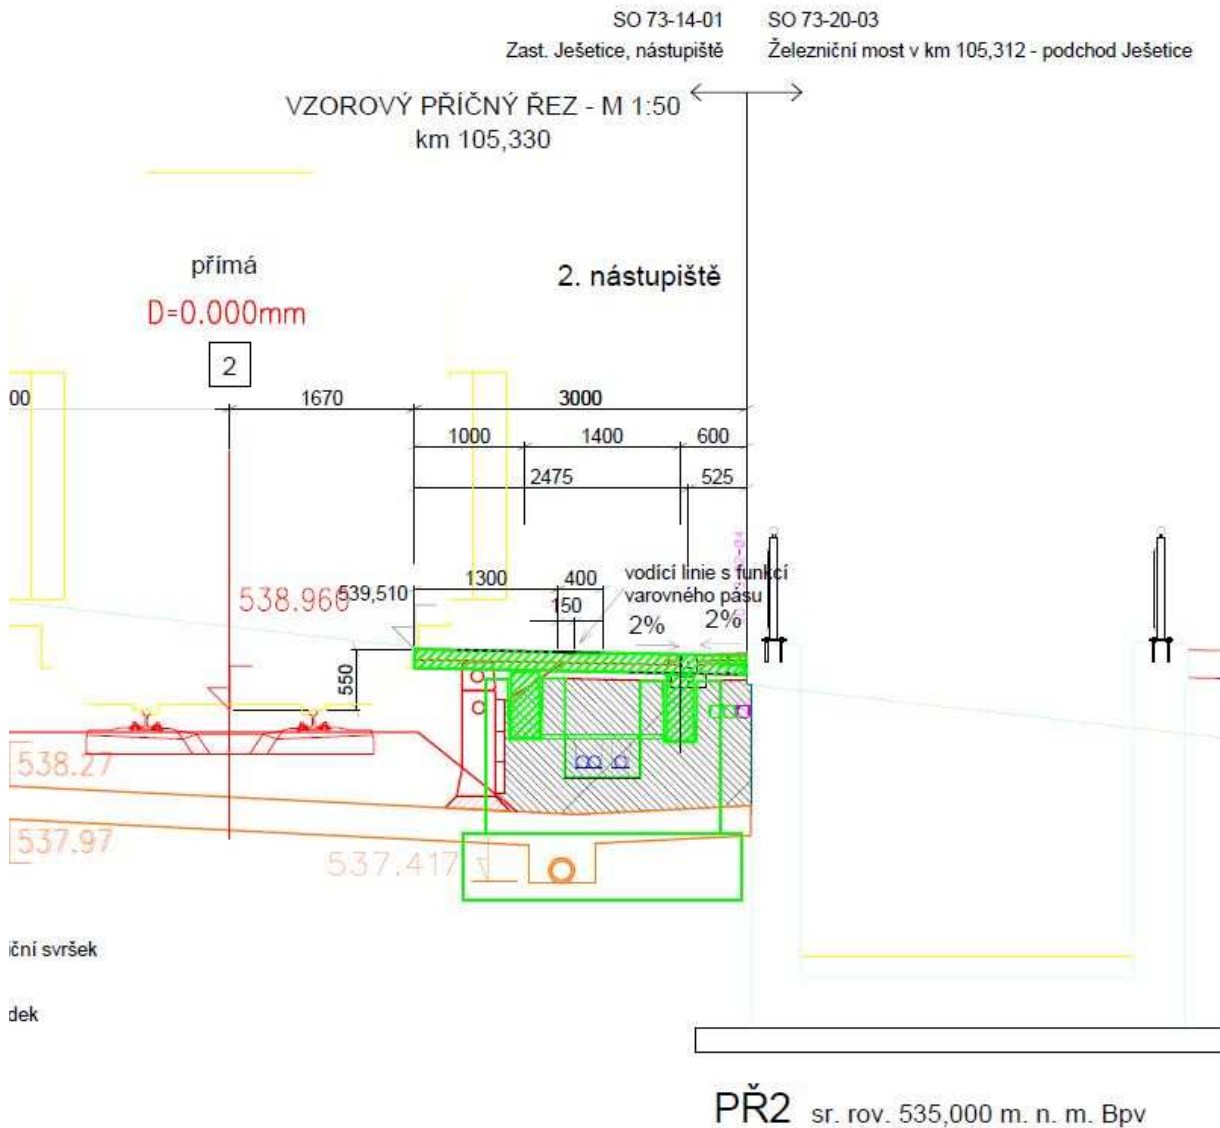 SO 73-14-01
SO 73-20-03
Zast. Ješetice, nástupiště
Železniční most v km 105,312 - podchod Ješetice
VZOROVÝ PŘÍČNÝ ŘEZ - M 1:50
km 105,330
přímá
2. nástupiště
D=0.000mm
2
00
1670
3000
1000
1400
600
2475
525
1300
400
vodící linie s funkcí
varovného pásu
538.960
539,510
150
2%
2%
550
538.27
537.97
537.417
iční svršek
dek
PŘ2 sr. rov. 535,000 m. n. m. Bpv